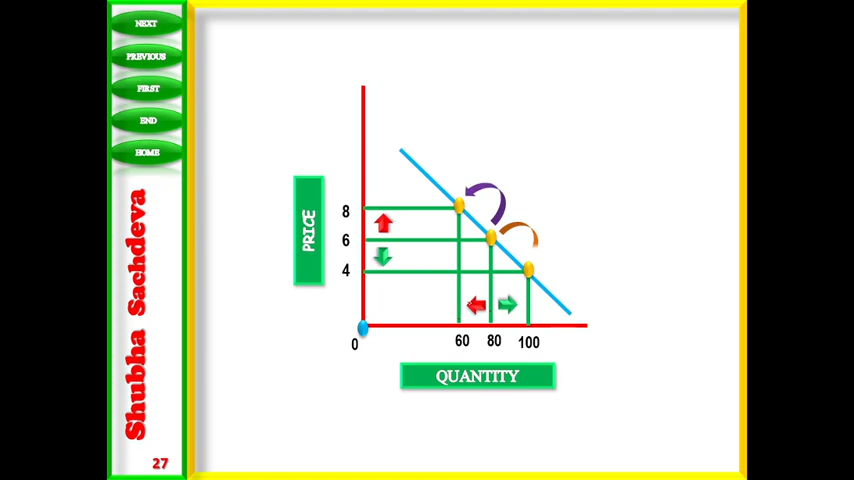 NEXT
PREVIOUS
FIRST
END
HOME
Shubha Sachdeva
27
PRICE
8
6
4
0
60 80 100
QUANTITY